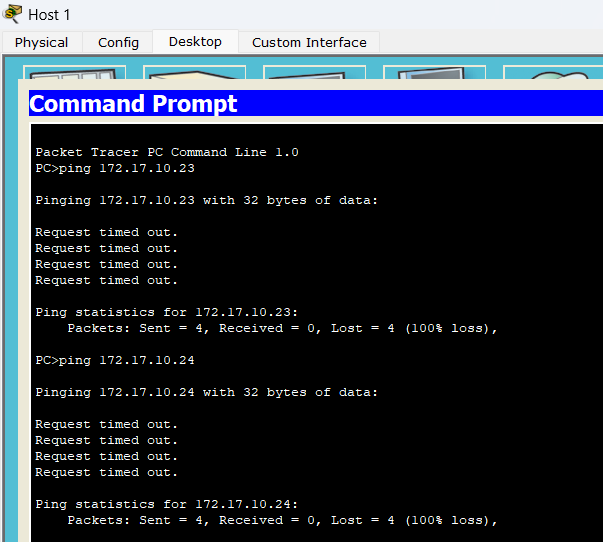 Host 1
Physical Config Desktop Custom Interface
Command Prompt
Packet Tracer PC Command Line 1.0
PC>ping 172.17.10.23
Pinging 172.17.10.23 with 32 bytes of data:
Request timed out.
Request timed out.
Request timed out.
Request timed out.
Ping statistics for 172.17.10.23:
Packets: Sent = 4, Received = 0, Lost = 4 (100% loss),
PC>ping 172.17.10.24
Pinging 172.17.10.24 with 32 bytes of data:
Request timed out.
Request timed out.
Request timed out.
Request timed out.
Ping statistics for 172.17.10.24:
Packets: Sent = 4, Received = 0, Lost = 4 (100% loss),